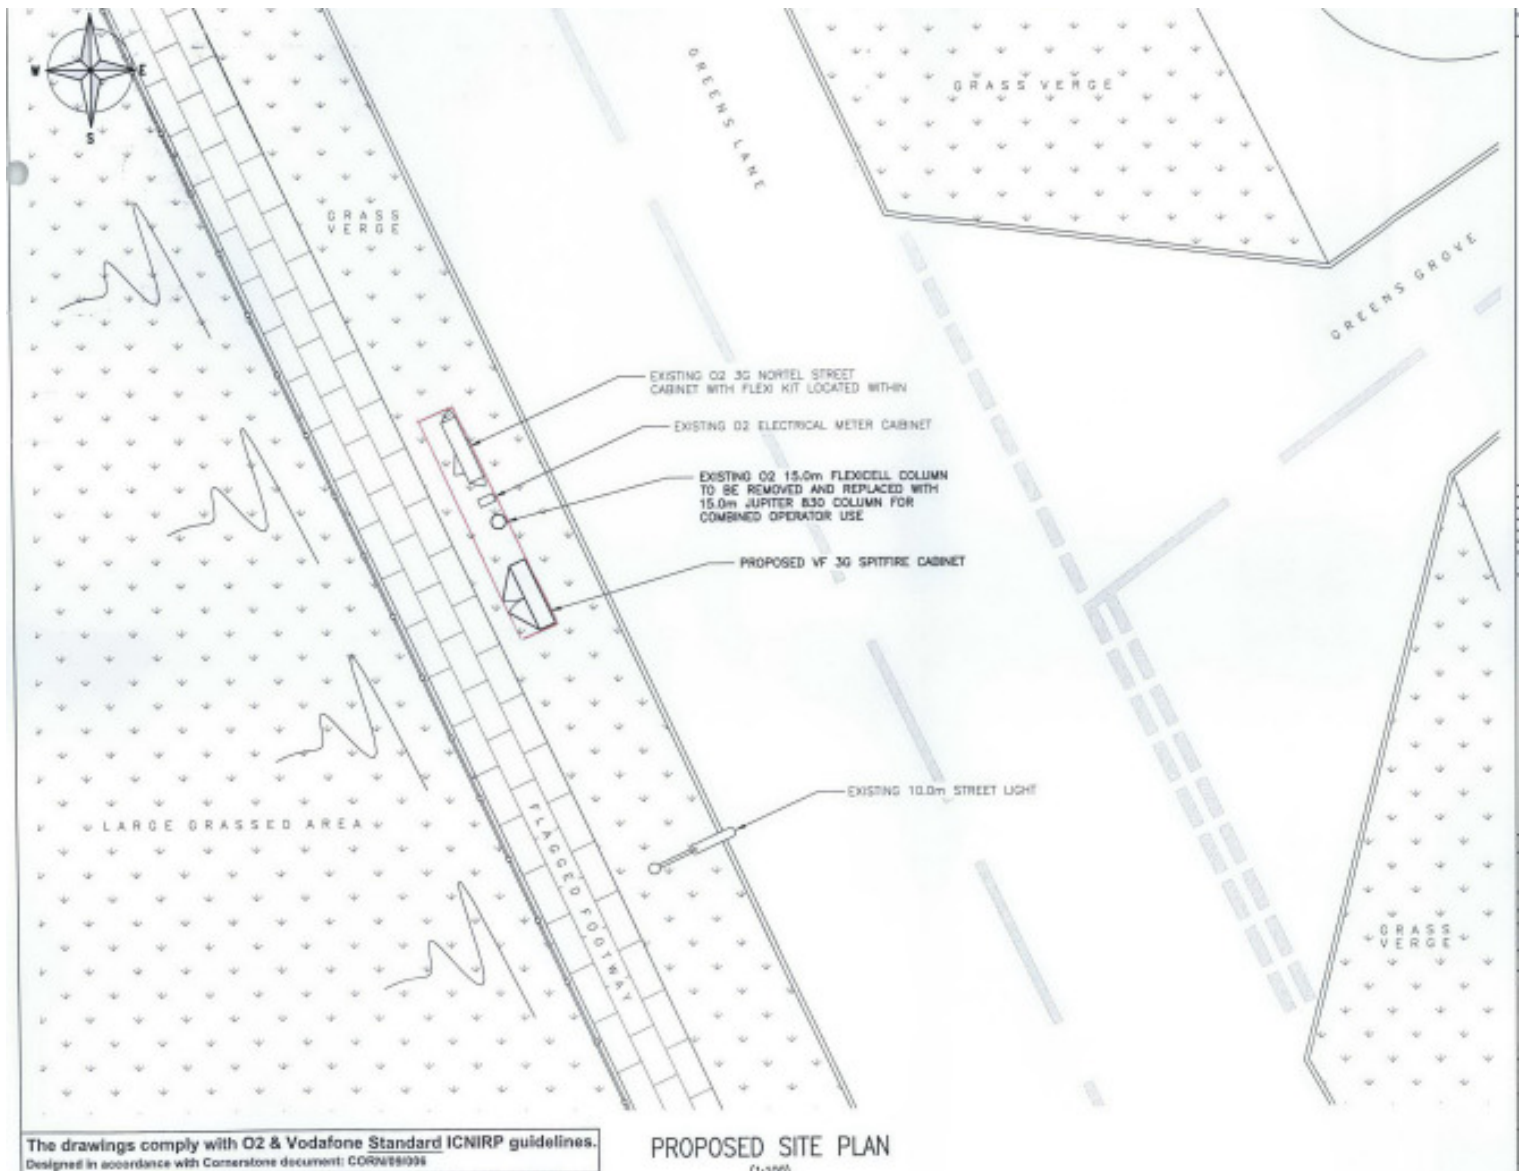 W
E
S
GREENS LANE
GRASS VERGE
GRASS
VERGE
GREENS GROVE
EXISTING O2 3G NORTEL STREET
CABINET WITH FLEXI KIT LOCATED WITHIN
EXISTING O2 ELECTRICAL METER CABINET
EXISTING O2 15.0m FLEXICELL COLUMN
TO BE REMOVED AND REPLACED WITH
15.0m JUPITER 830 COLUMN FOR
COMBINED OPERATOR USE
PROPOSED VF 3G SPITFIRE CABINET
EXISTING 10.0m STREET LIGHT
LARGE GRASSED AREA
FLAGGED FOOTWAY
GRASS
VERGE
The drawings comply with O2 & Vodafone Standard ICNIRP guidelines.
Designed in accordance with Cornerstone document:
PROPOSED SITE PLAN